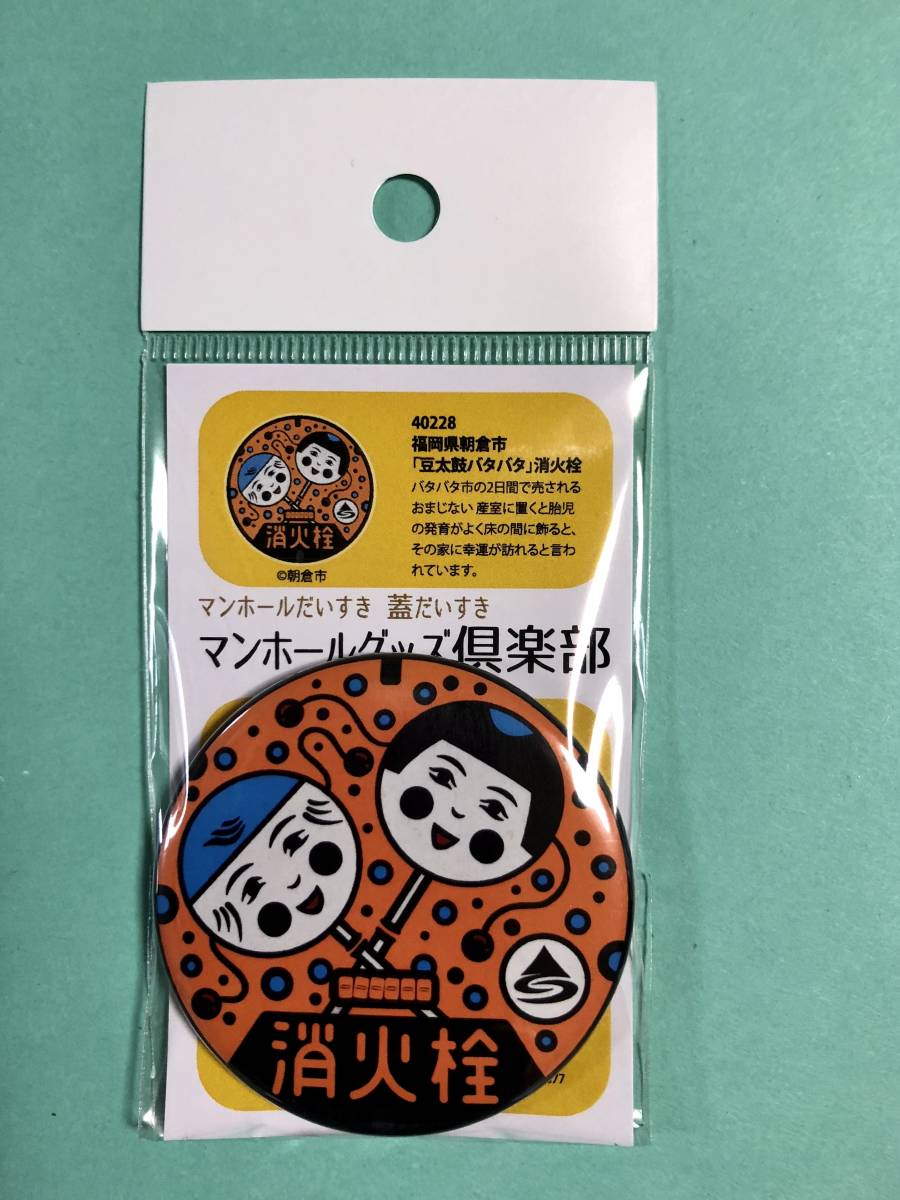 40228
福岡県朝倉市
「豆太鼓バタバタ」消火栓
バタバタ市の2日間で売される
おまじない 産室に置くと胎児
の発育がよく床の間に飾ると、
その家に幸運が訪れると言わ
れています。
消火栓
©朝倉市
マンホールだいすき 蓋だいすき
マンホールグッズ倶楽部
消火栓